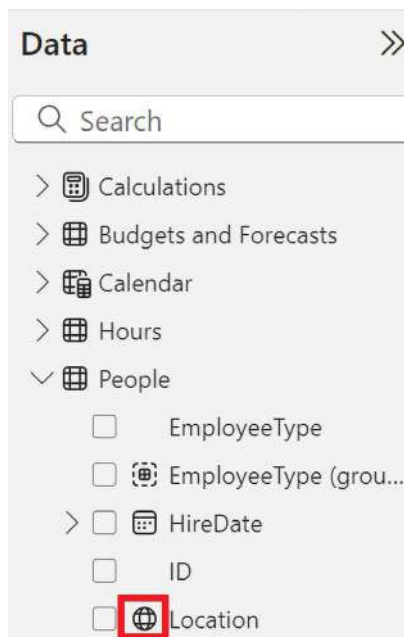 Data
Search
Calculations
Budgets and Forecasts
Calendar
Hours
People
EmployeeType
EmployeeType (grou...
HireDate
ID
Location